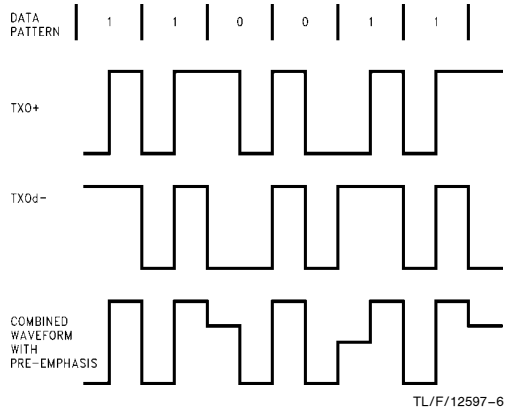 DATA
PATTERN
1 1 0 0 1 1
TXO+
TXOd-
COMBINED
WAVEFORM
WITH
PRE-EMPHASIS
TL/F/12597-6